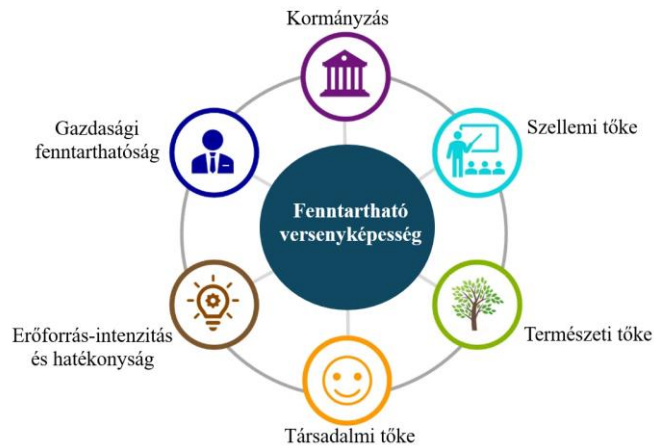 Kormányzás
Szellemi tőke
Gazdasági
fenntarthatóság
Fenntartható
versenyképesség
Erőforrás-intenzitás
és hatékonyság
Természeti tőke
Társadalmi tőke